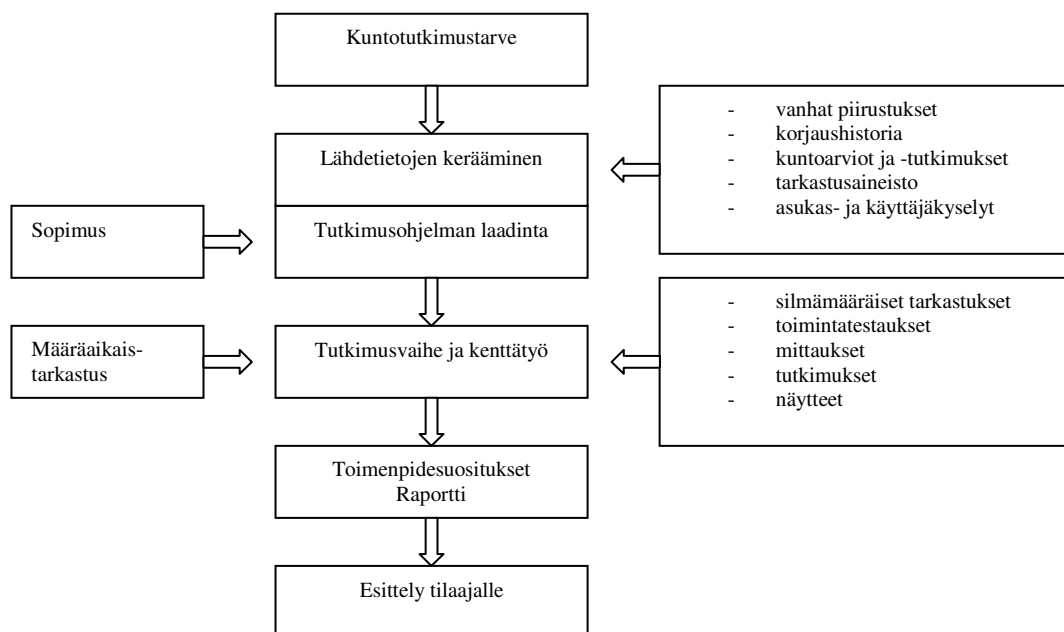 Kuntotutkimustarve
Lähdetietojen kerääminen
- vanhat piirustukset
- korjaushistoria
- kuntoarviot ja -tutkimukset
- tarkastusaineisto
- asukas- ja käyttäjäkyselyt
Sopimus
Tutkimusohjelman laadinta
Määräaikais-
tarkastus
Tutkimusvaihe ja kenttätyö
- silmämääräiset tarkastukset
- toimintatestaukset
- mittaukset
- tutkimukset
- näytteet
Toimenpidesuositukset
Raportti
Esittely tilaajalle